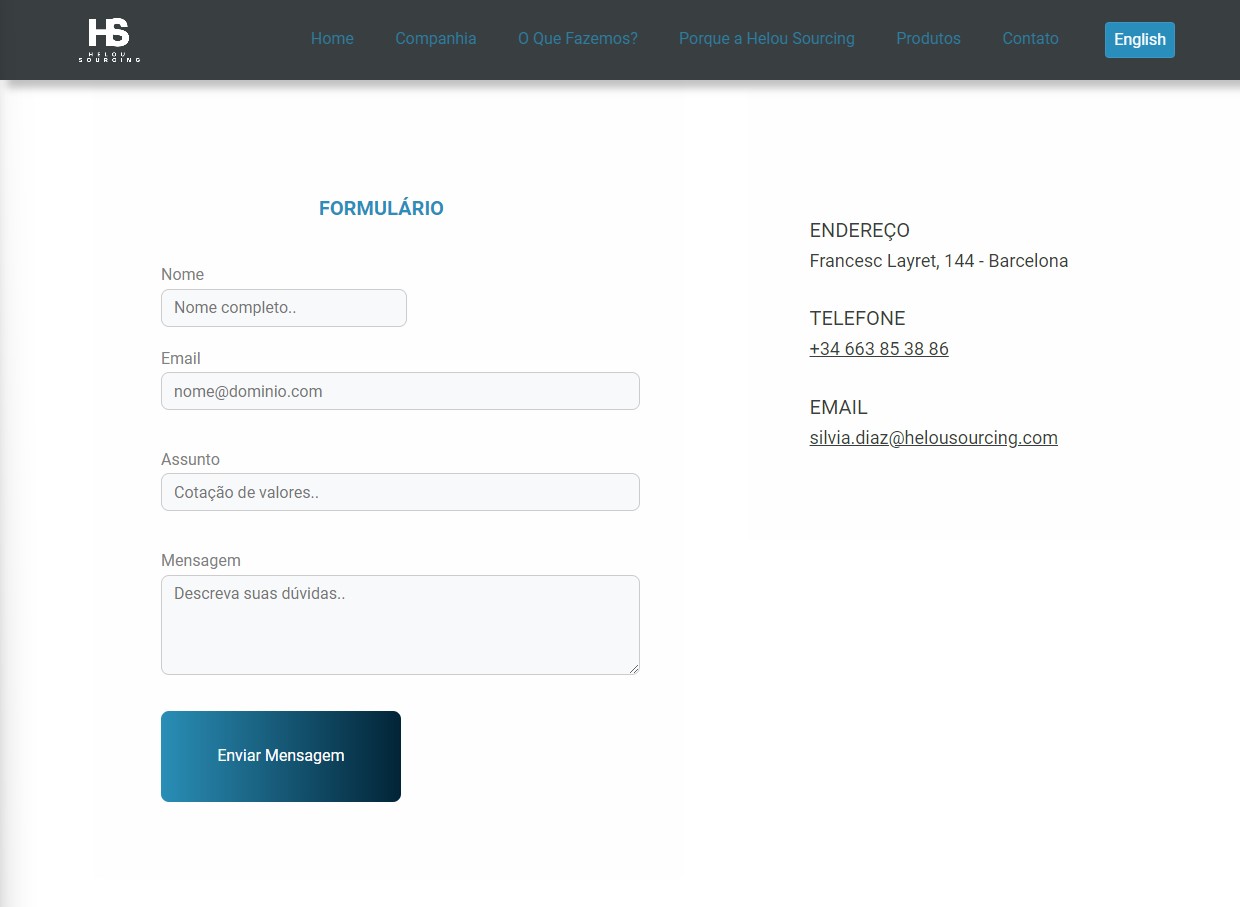 HS
HELOU
SOURCING
Home Companhia O Que Fazemos? Porque a Helou Sourcing Produtos Contato English
FORMULÁRIO
Nome
Nome completo..
Email
nome@dominio.com
Assunto
Cotação de valores..
Mensagem
Descreva suas dúvidas..
Enviar Mensagem
ENDEREÇO
Francesc Layret, 144 - Barcelona
TELEFONE
+34 663 85 38 86
EMAIL
silvia.diaz@helousourcing.com